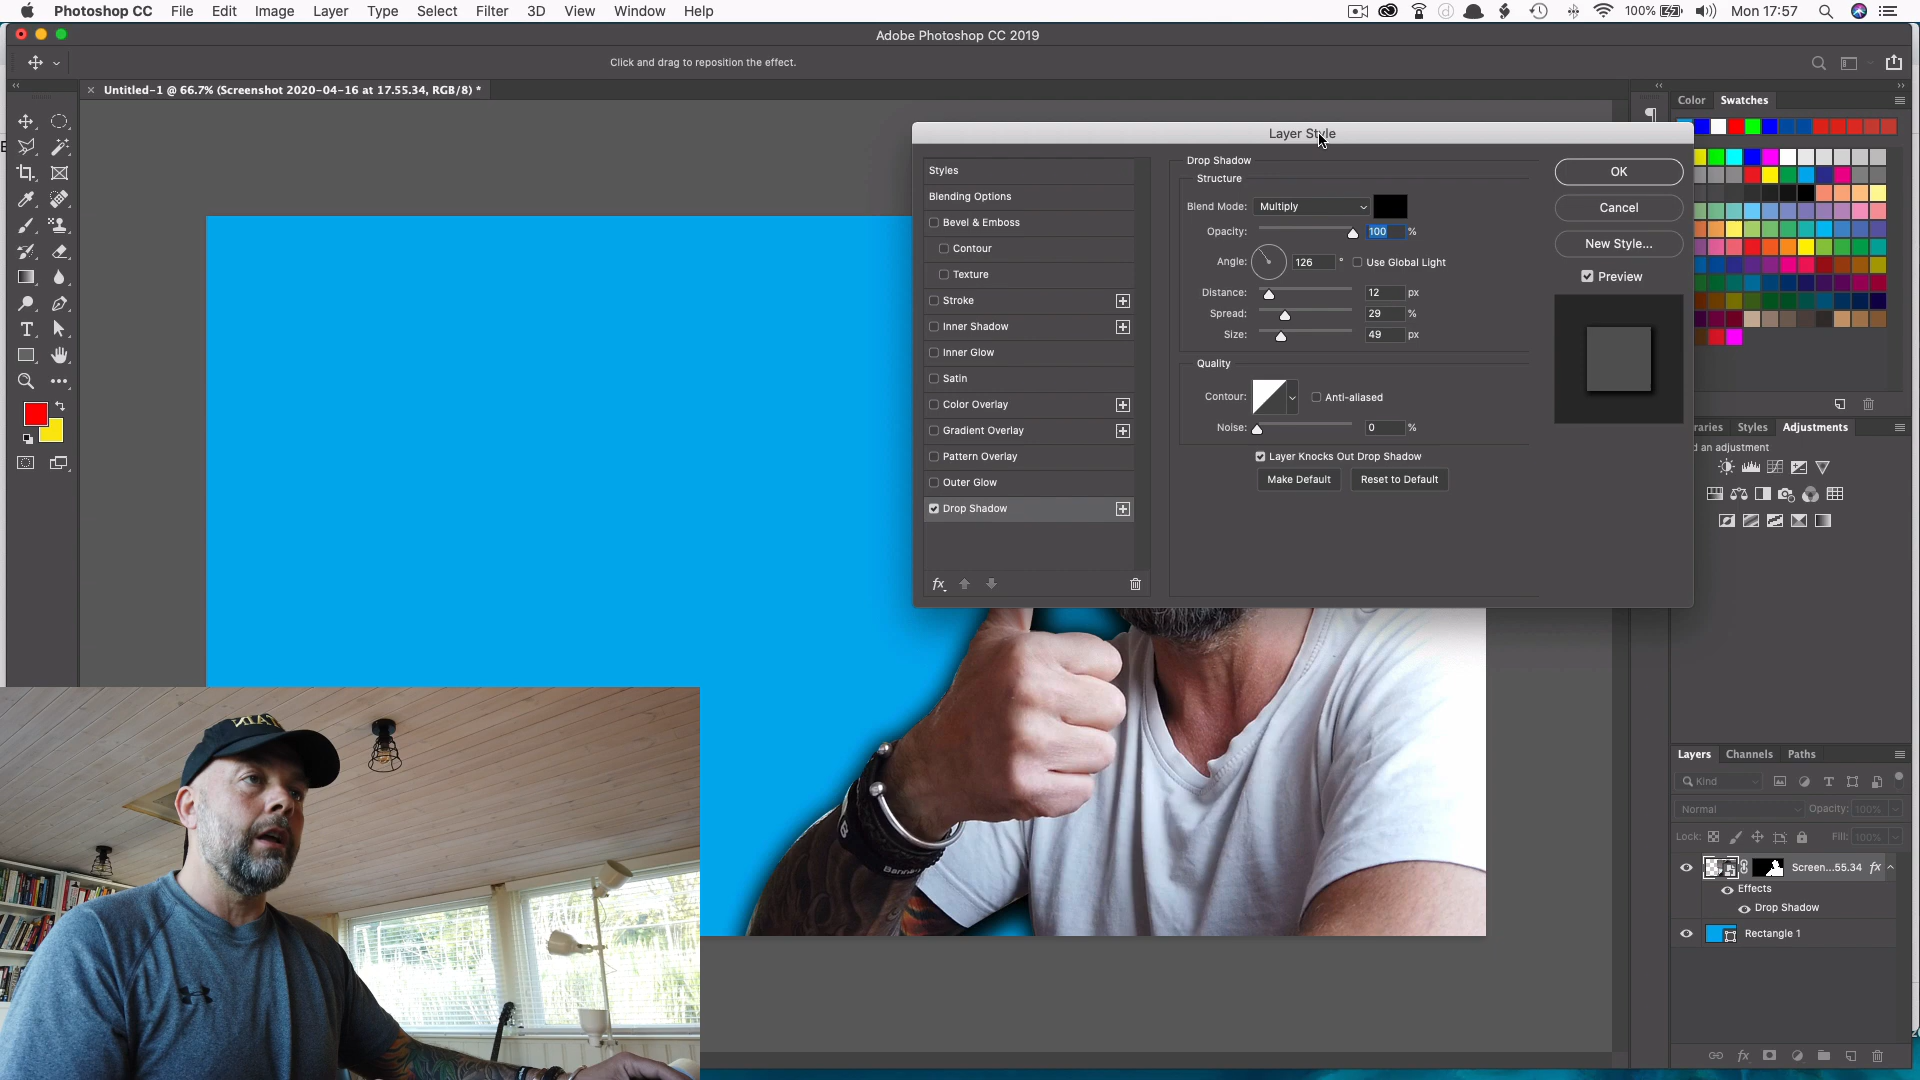 Photoshop CC File Edit Image Layer Type Select Filter 3D View Window Help 100% Mon 17:57
Adobe Photoshop CC 2019
Click and drag to reposition the effect.
Untitled-1 @ 66.7% (Screenshot 2020-04-16 at 17.55.34, RGB/8) *
Color Swatches
Layer Style
Styles
Blending Options
Bevel & Emboss
Contour
Texture
Stroke
Inner Shadow
Inner Glow
Satin
Color Overlay
Gradient Overlay
Pattern Overlay
Outer Glow
Drop Shadow
fx
Drop Shadow
Structure
Blend Mode: Multiply
Opacity: 100 %
Angle: 126 ° Use Global Light
Distance: 12 px
Spread: 29 %
Size: 49 px
Quality
Contour: Anti-aliased
Noise: 0 %
Layer Knocks Out Drop Shadow
Make Default Reset to Default
OK
Cancel
New Style...
Preview
raries Styles Adjustments
d an adjustment
Layers Channels Paths
Kind
Normal Opacity: 100%
Lock: Fill: 100%
Screen...55.34 fx
Effects
Drop Shadow
Rectangle 1
fx